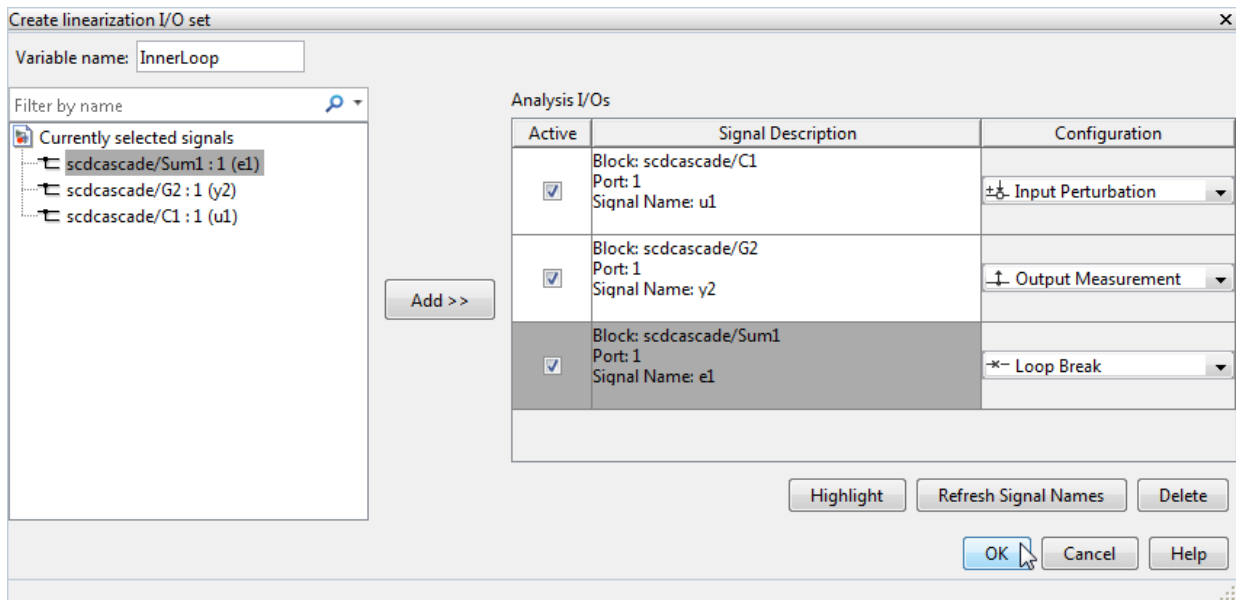 Create linearization I/O set
Variable name: InnerLoop
Filter by name
Currently selected signals
scdcascade/Sum1 : 1 (e1)
scdcascade/G2 : 1 (y2)
scdcascade/C1 : 1 (u1)
Add >>
Analysis I/Os
Active Signal Description Configuration
Block: scdcascade/C1
Port: 1
Signal Name: u1
Input Perturbation
Block: scdcascade/G2
Port: 1
Signal Name: y2
Output Measurement
Block: scdcascade/Sum1
Port: 1
Signal Name: e1
Loop Break
Highlight Refresh Signal Names Delete
OK Cancel Help